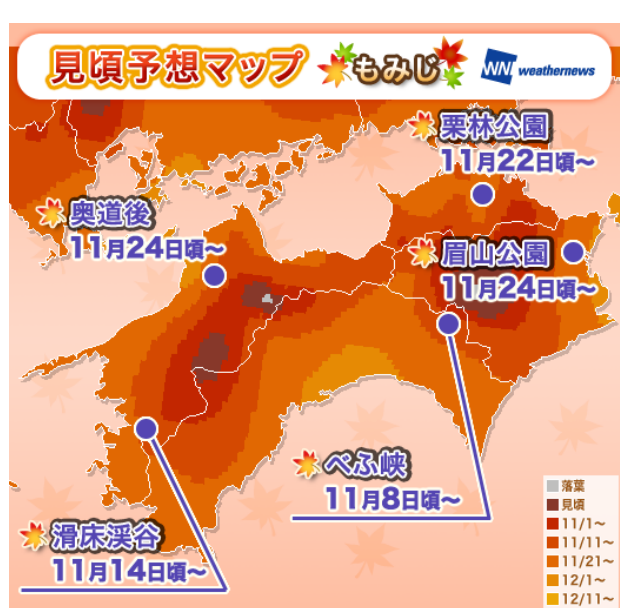 見頃予想マップ もみじ WNI weathernews
栗林公園
11月22日頃～
奥道後
11月24日頃～
眉山公園
11月24日頃～
べふ峡
11月8日頃～
滑床渓谷
11月14日頃～
落葉
見頃
11/1～
11/11～
11/21～
12/1～
12/11～